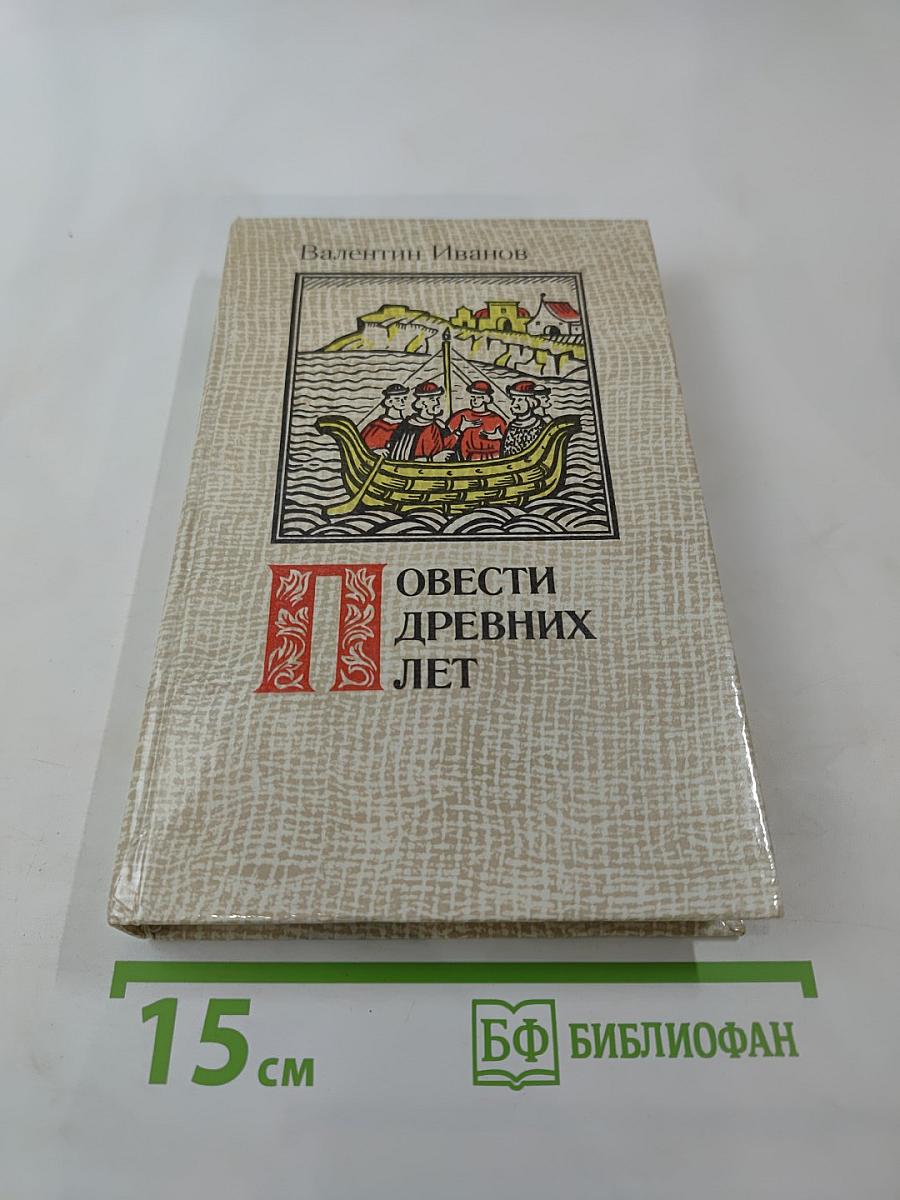 Валентин Иванов
ПОВЕСТИ
ДРЕВНИХ
ЛЕТ
15 см
БФ БИБЛИОФАН